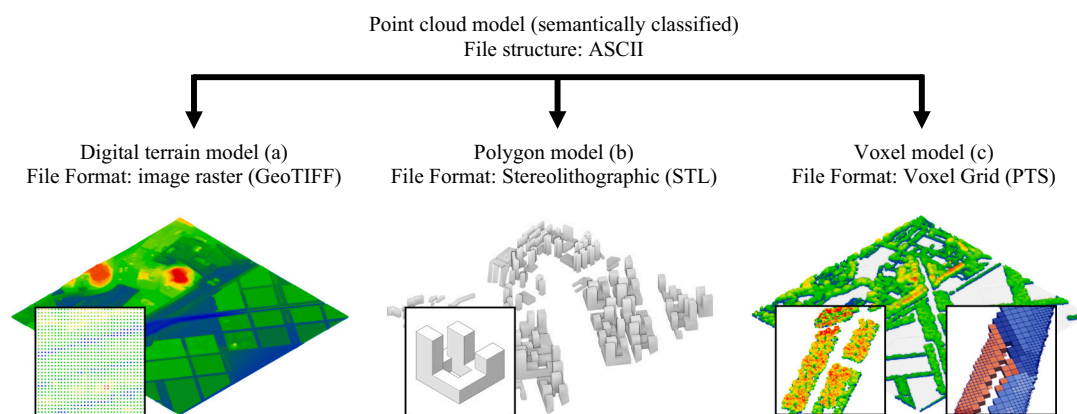 Point cloud model (semantically classified)
File structure: ASCII
Digital terrain model (a)
File Format: image raster (GeoTIFF)
Polygon model (b)
File Format: Stereolithographic (STL)
Voxel model (c)
File Format: Voxel Grid (PTS)